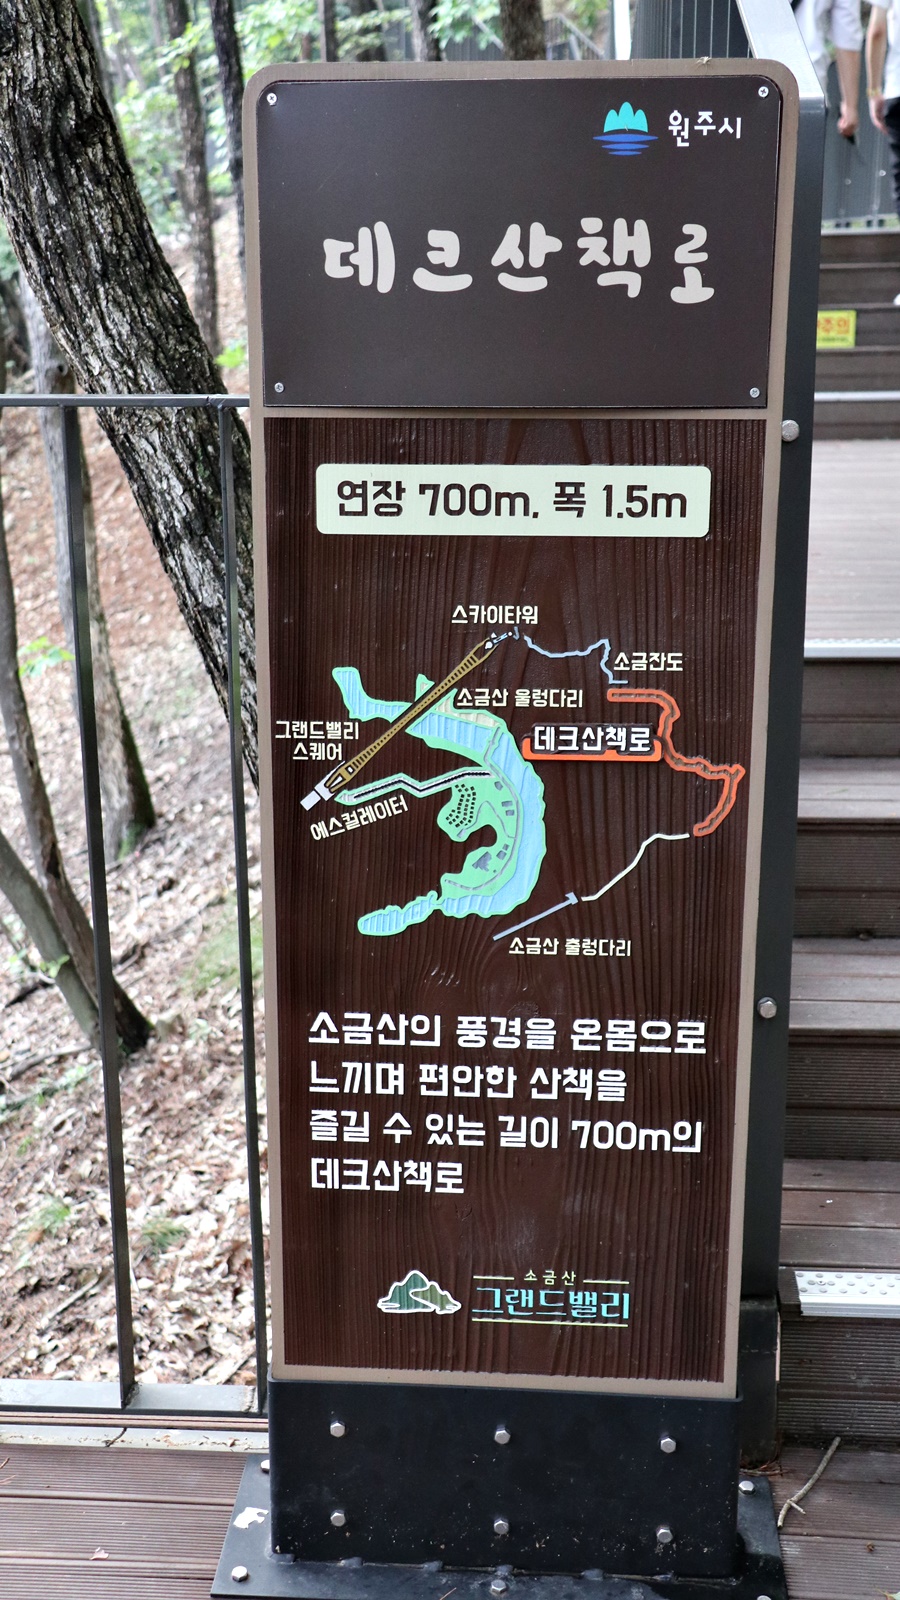 원주시
데크산책로
주의
연장 700m, 폭 1.5m
스카이타워
소금잔도
소금산 울렁다리
그랜드밸리
스퀘어
데크산책로
에스컬레이터
소금산 출렁다리
소금산의 풍경을 온몸으로
느끼며 편안한 산책을
즐길 수 있는 길이 700m의
데크산책로
소금산
그랜드밸리